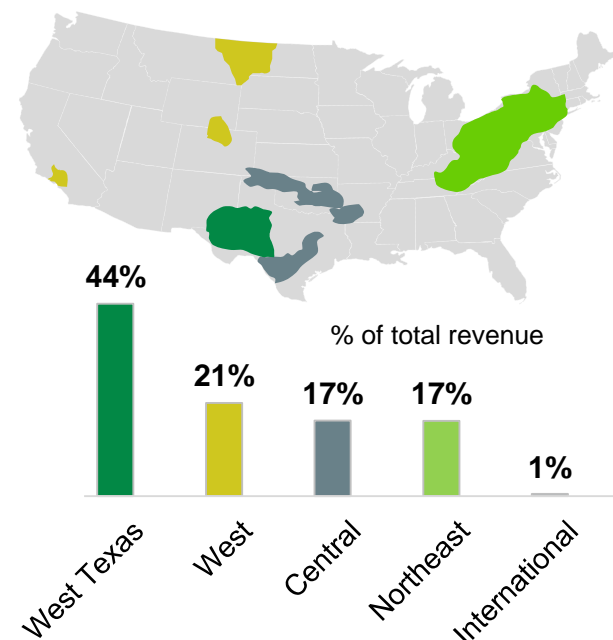 44%
% of total revenue
21%
17%
17%
1%
West Texas
West
Central
Northeast
International